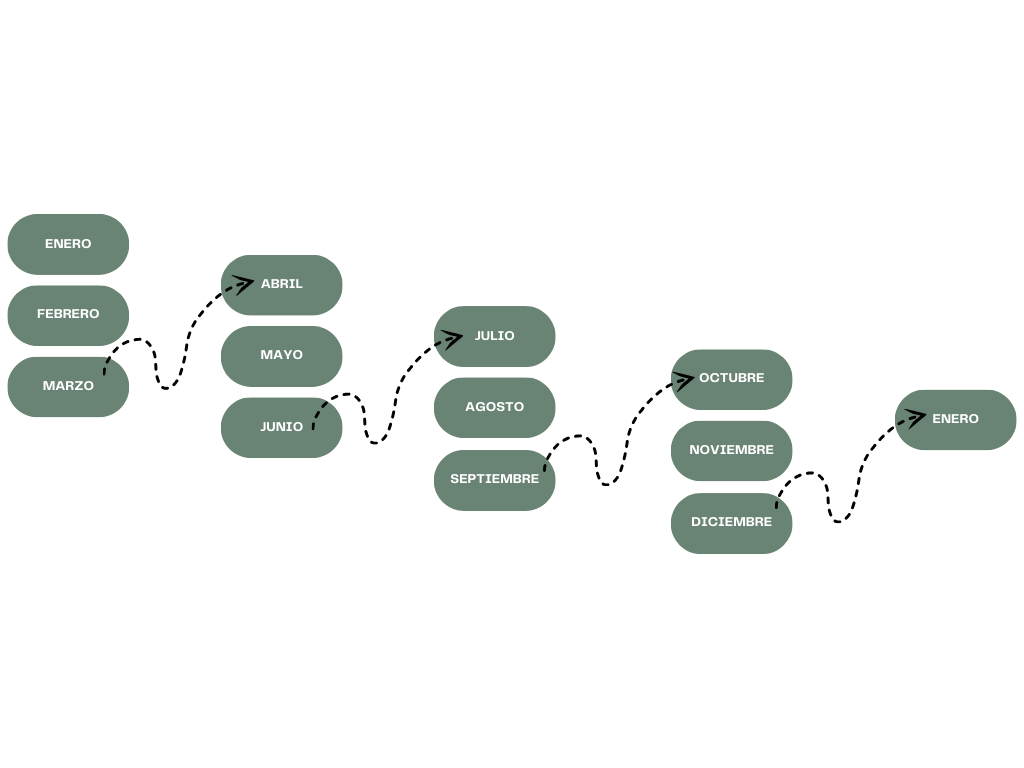 ENERO
FEBRERO
MARZO
ABRIL
MAYO
JUNIO
JULIO
AGOSTO
SEPTIEMBRE
OCTUBRE
NOVIEMBRE
DICIEMBRE
ENERO